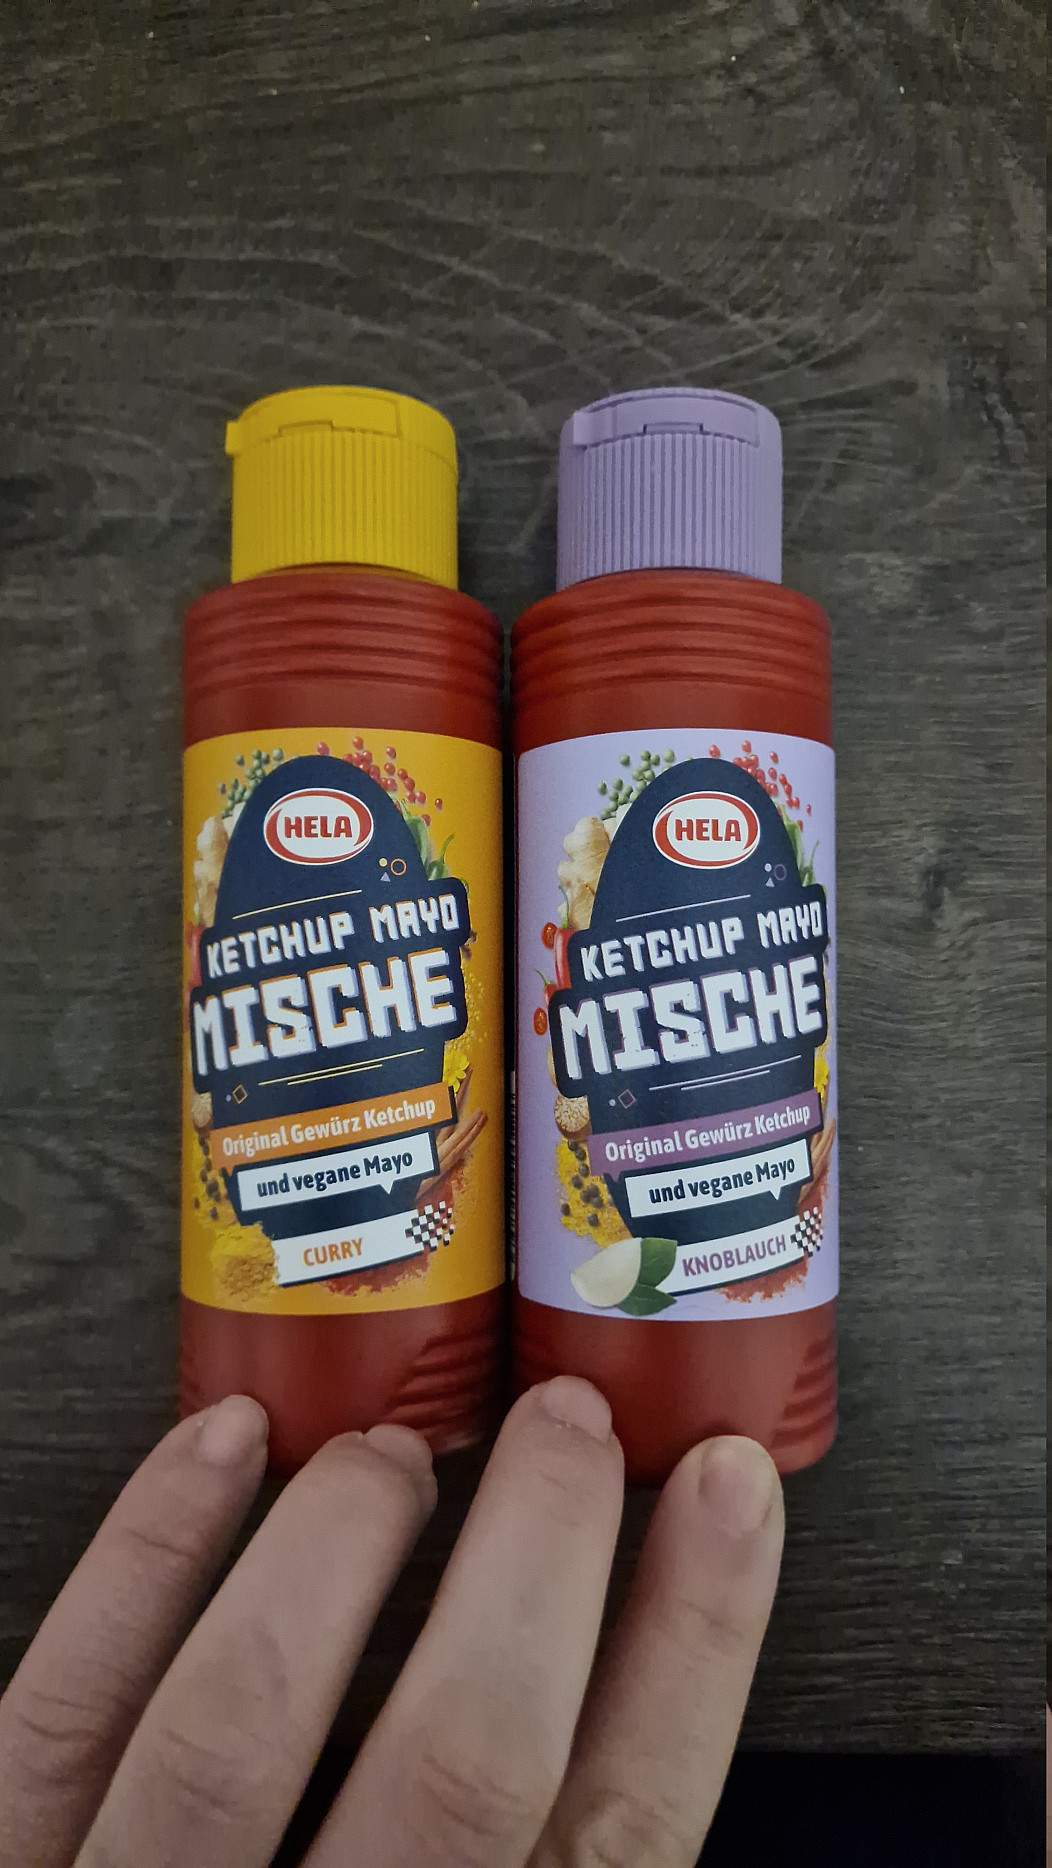 HELA
KETCHUP MAYO
MISCHE
Original Gewürz Ketchup
und vegane Mayo
CURRY
HELA
KETCHUP MAYO
MISCHE
Original Gewürz Ketchup
und vegane Mayo
KNOBLAUCH